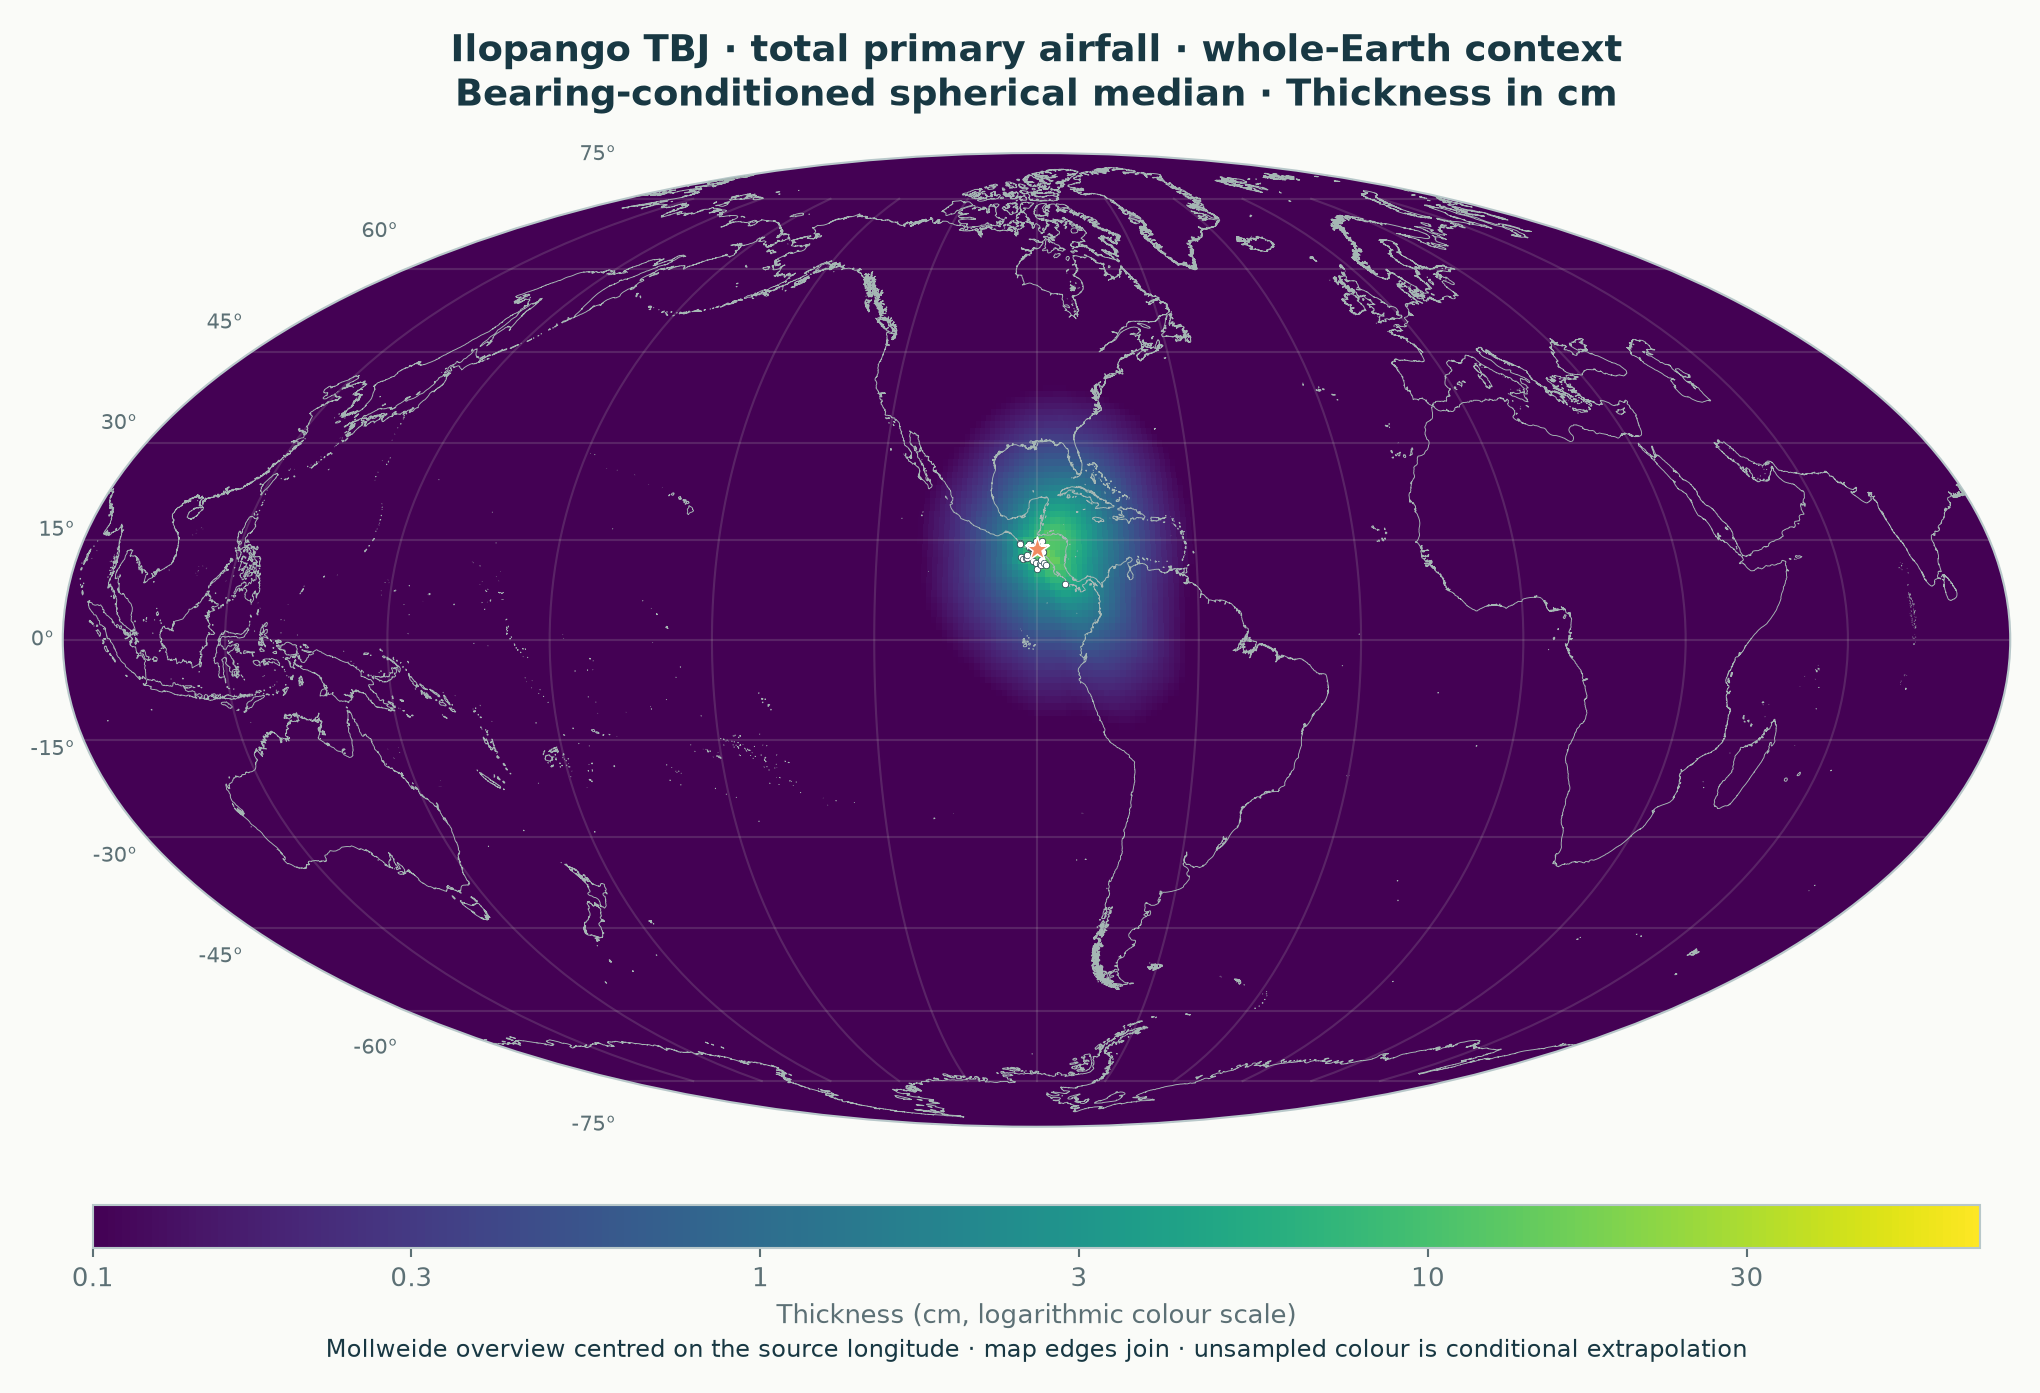 Ilopango TBJ · total primary airfall · whole-Earth context
Bearing-conditioned spherical median · Thickness in cm
75°
60°
45°
30°
15°
0°
-15°
-30°
-45°
-60°
-75°
0.1 0.3 1 3 10 30
Thickness (cm, logarithmic colour scale)
Mollweide overview centred on the source longitude · map edges join · unsampled colour is conditional extrapolation